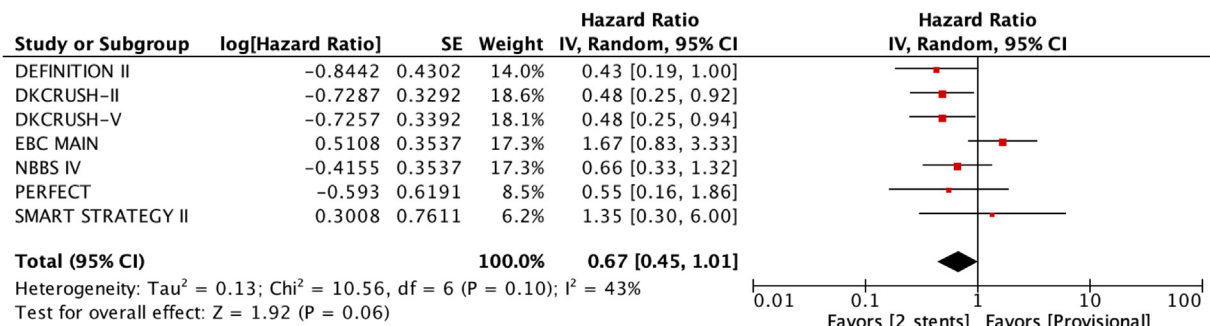 Hazard Ratio Hazard Ratio
Study or Subgroup log[Hazard Ratio] SE Weight IV, Random, 95% CI IV, Random, 95% CI
DEFINITION II −0.8442 0.4302 14.0% 0.43 [0.19, 1.00]
DKCRUSH−II −0.7287 0.3292 18.6% 0.48 [0.25, 0.92]
DKCRUSH−V −0.7257 0.3392 18.1% 0.48 [0.25, 0.94]
EBC MAIN 0.5108 0.3537 17.3% 1.67 [0.83, 3.33]
NBBS IV −0.4155 0.3537 17.3% 0.66 [0.33, 1.32]
PERFECT −0.593 0.6191 8.5% 0.55 [0.16, 1.86]
SMART STRATEGY II 0.3008 0.7611 6.2% 1.35 [0.30, 6.00]
Total (95% CI) 100.0% 0.67 [0.45, 1.01]
Heterogeneity: Tau² = 0.13; Chi² = 10.56, df = 6 (P = 0.10); I² = 43%
Test for overall effect: Z = 1.92 (P = 0.06)
0.01 0.1 1 10 100
Favors [2 stents] Favors [Provisional]